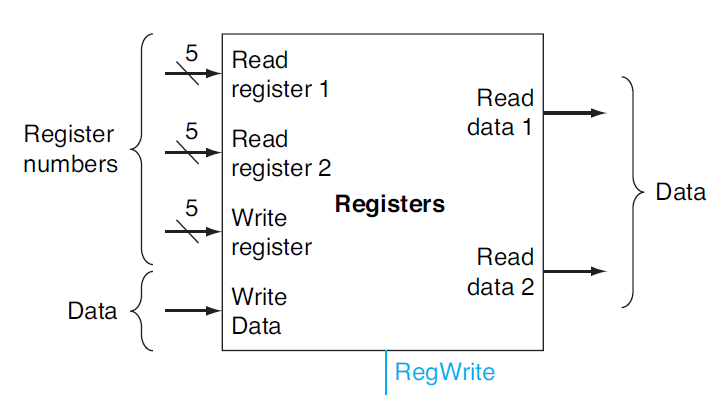 Register
numbers
5
Read
register 1
5
Read
register 2
5
Write
register
Data
Write
Data
Registers
Read
data 1
Read
data 2
Data
RegWrite